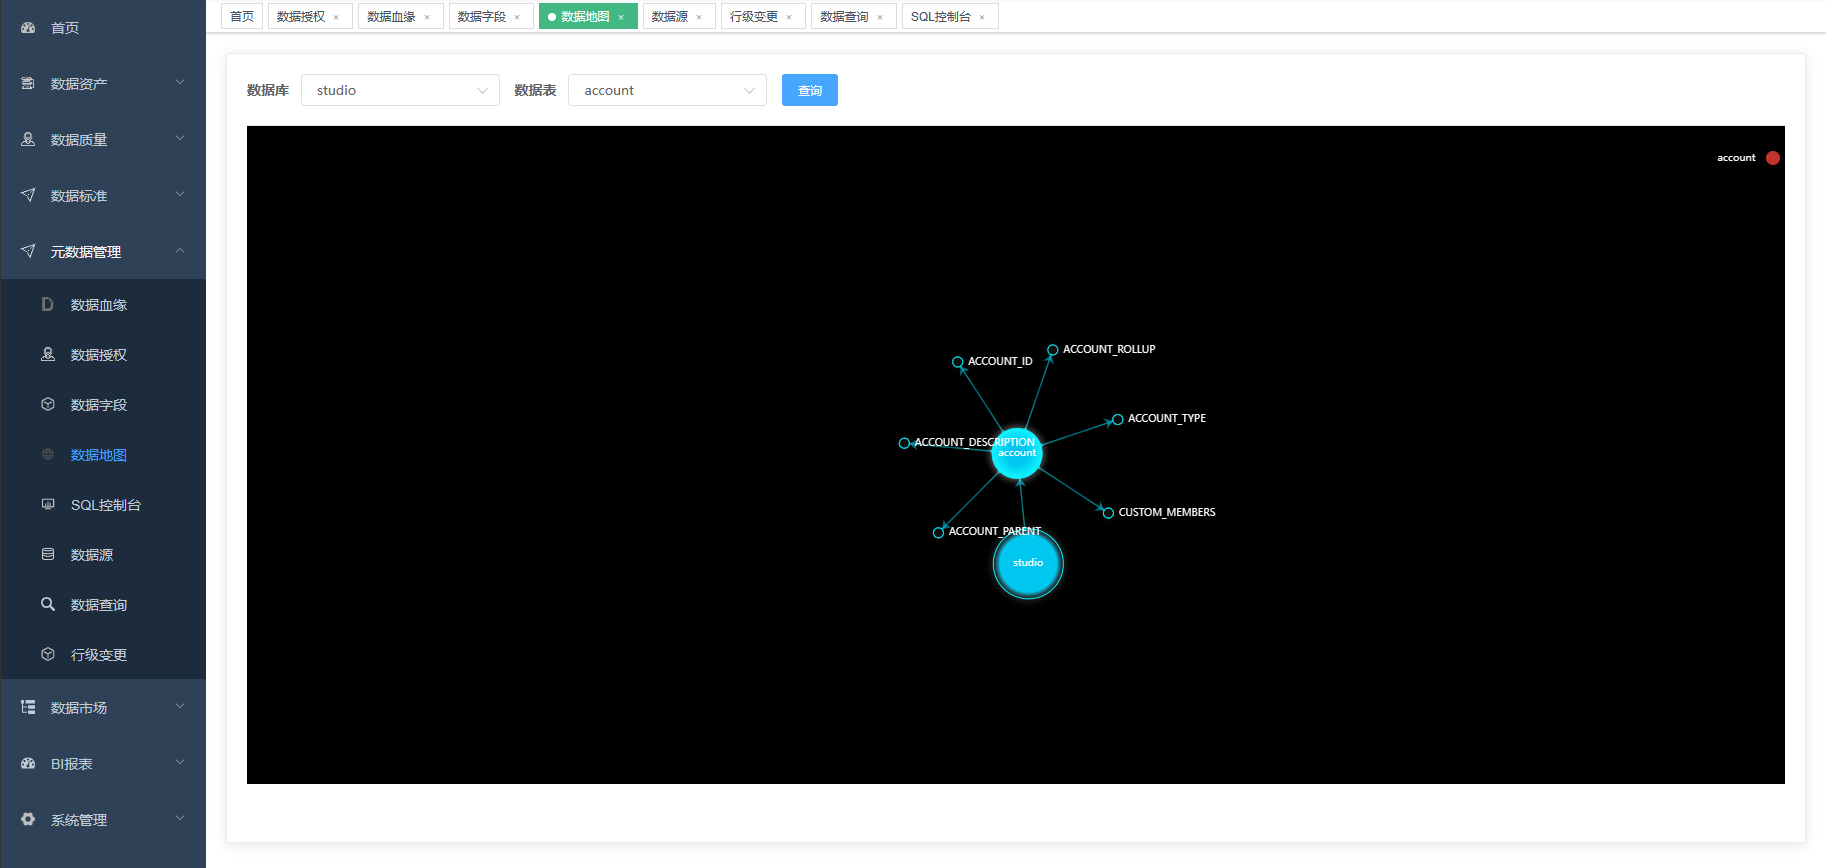 首页
数据资产
数据质量
数据标准
元数据管理
数据血缘
数据授权
数据字段
数据地图
SQL控制台
数据源
数据查询
行级变更
数据市场
BI报表
系统管理
首页
数据授权 ×
数据血缘 ×
数据字段 ×
数据地图 ×
数据源 ×
行级变更 ×
数据查询 ×
SQL控制台 ×
数据库 studio 数据表 account 查询
account
ACCOUNT_ROLLUP
ACCOUNT_ID
ACCOUNT_TYPE
ACCOUNT_DESCRIPTION
account
CUSTOM_MEMBERS
ACCOUNT_PARENT
studio